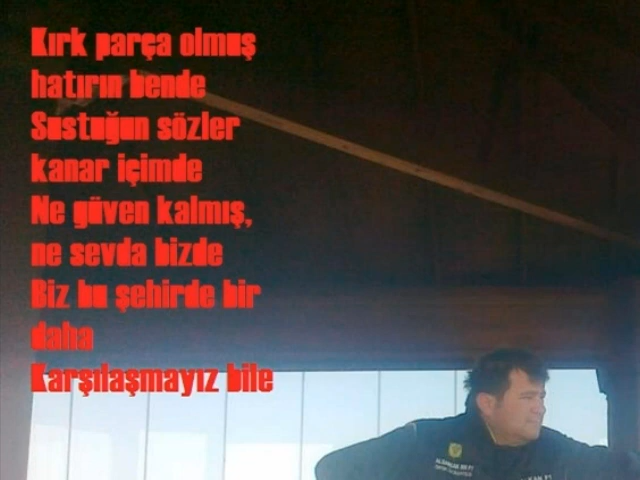 Kırk parça olmuş
hatırın bende
Sustuğun sözler
kanar içimde
Ne güven kalmış,
ne sevda bizde
Biz bu şehirde bir
daha
Karşılaşmayız bile